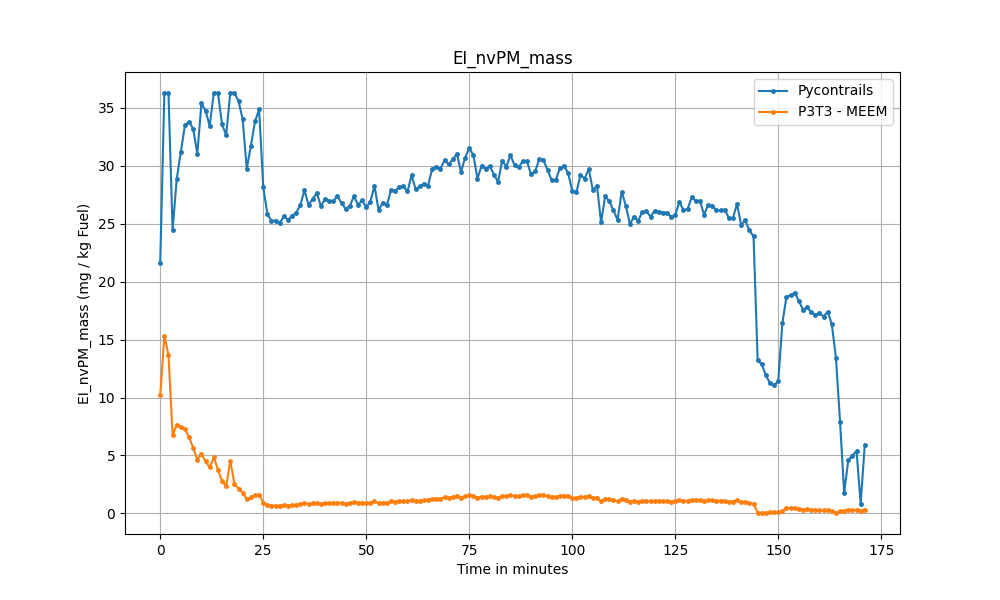 EI_nvPM_mass
Pycontrails
P3T3 - MEEM
EI_nvPM_mass (mg / kg Fuel)
35
30
25
20
15
10
5
0
0 25 50 75 100 125 150 175
Time in minutes